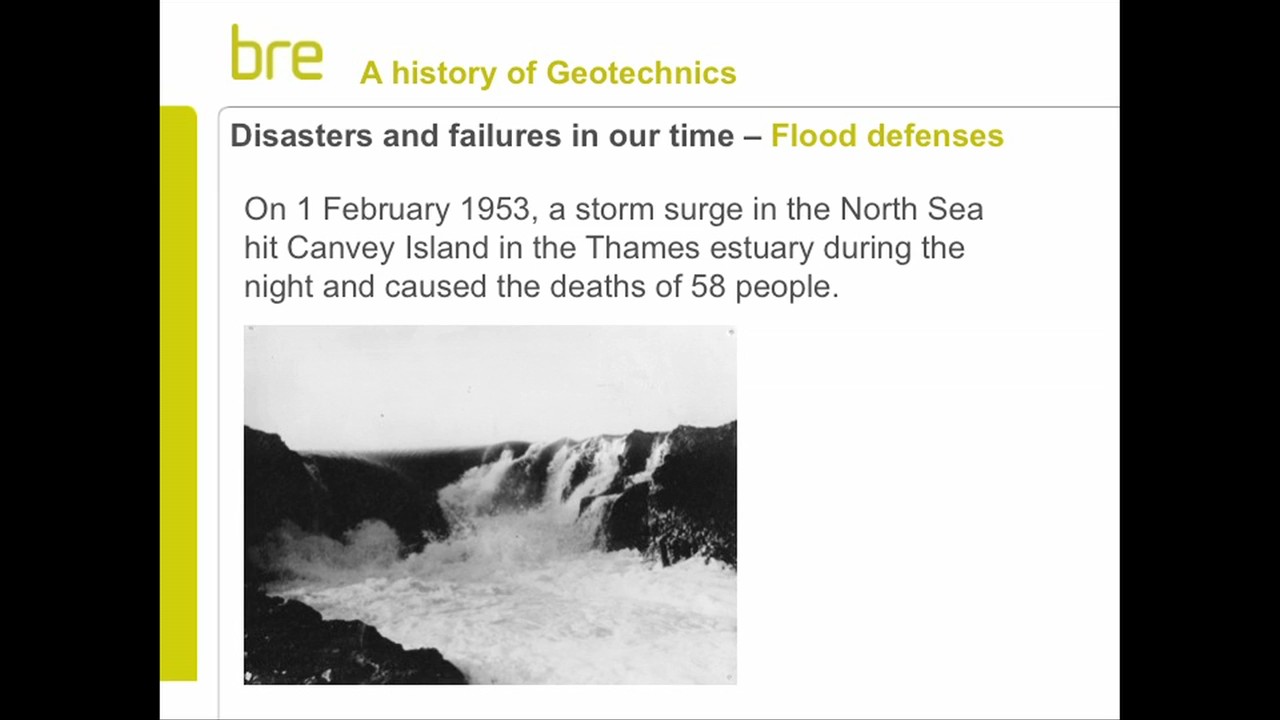 bre
A history of Geotechnics
Disasters and failures in our time – Flood defenses
On 1 February 1953, a storm surge in the North Sea
hit Canvey Island in the Thames estuary during the
night and caused the deaths of 58 people.